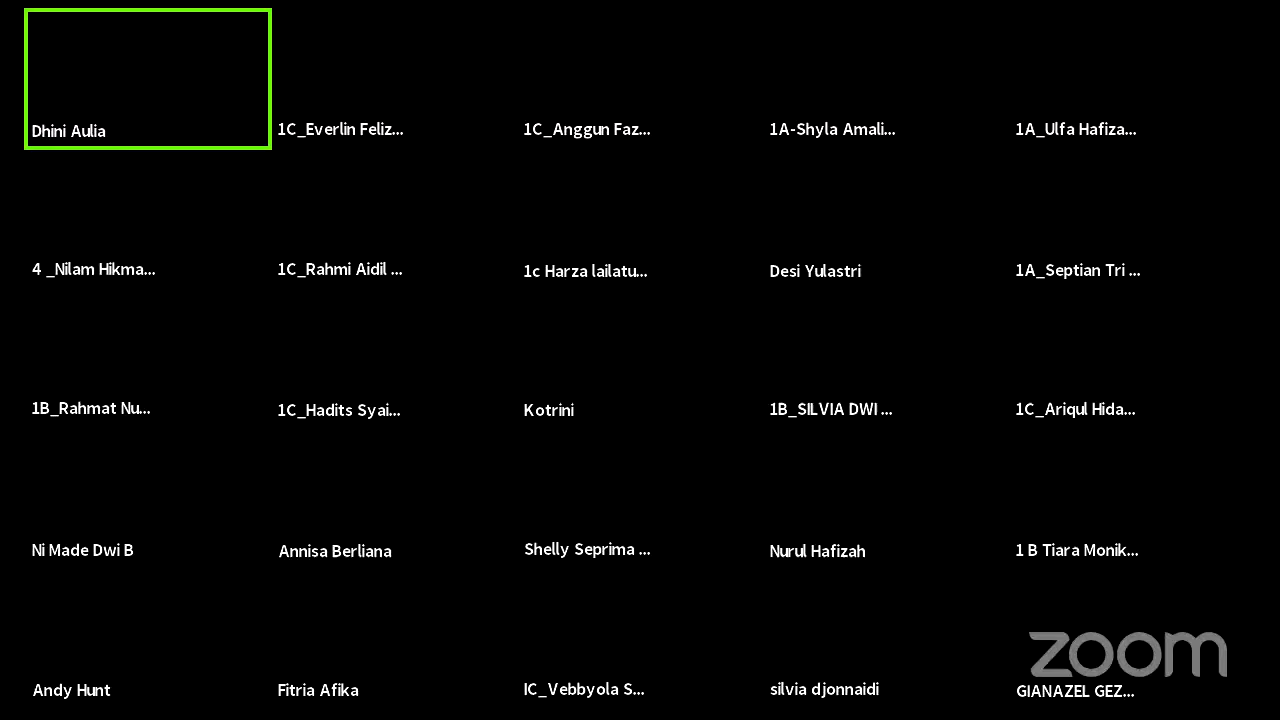 Dhini Aulia
1C_Everlin Feliz...
1C_Anggun Faz...
1A-Shyla Amali...
1A_Ulfa Hafiza...
4 _Nilam Hikma...
1C_Rahmi Aidil ...
1c Harza lailatu...
Desi Yulastri
1A_Septian Tri ...
1B_Rahmat Nu...
1C_Hadits Syai...
Kotrini
1B_SILVIA DWI ...
1C_Ariqul Hida...
Ni Made Dwi B
Annisa Berliana
Shelly Seprima ...
Nurul Hafizah
1 B Tiara Monik...
Andy Hunt
Fitria Afika
IC_Vebbyola S...
silvia djonnaidi
GIANAZEL GEZ...
zoom